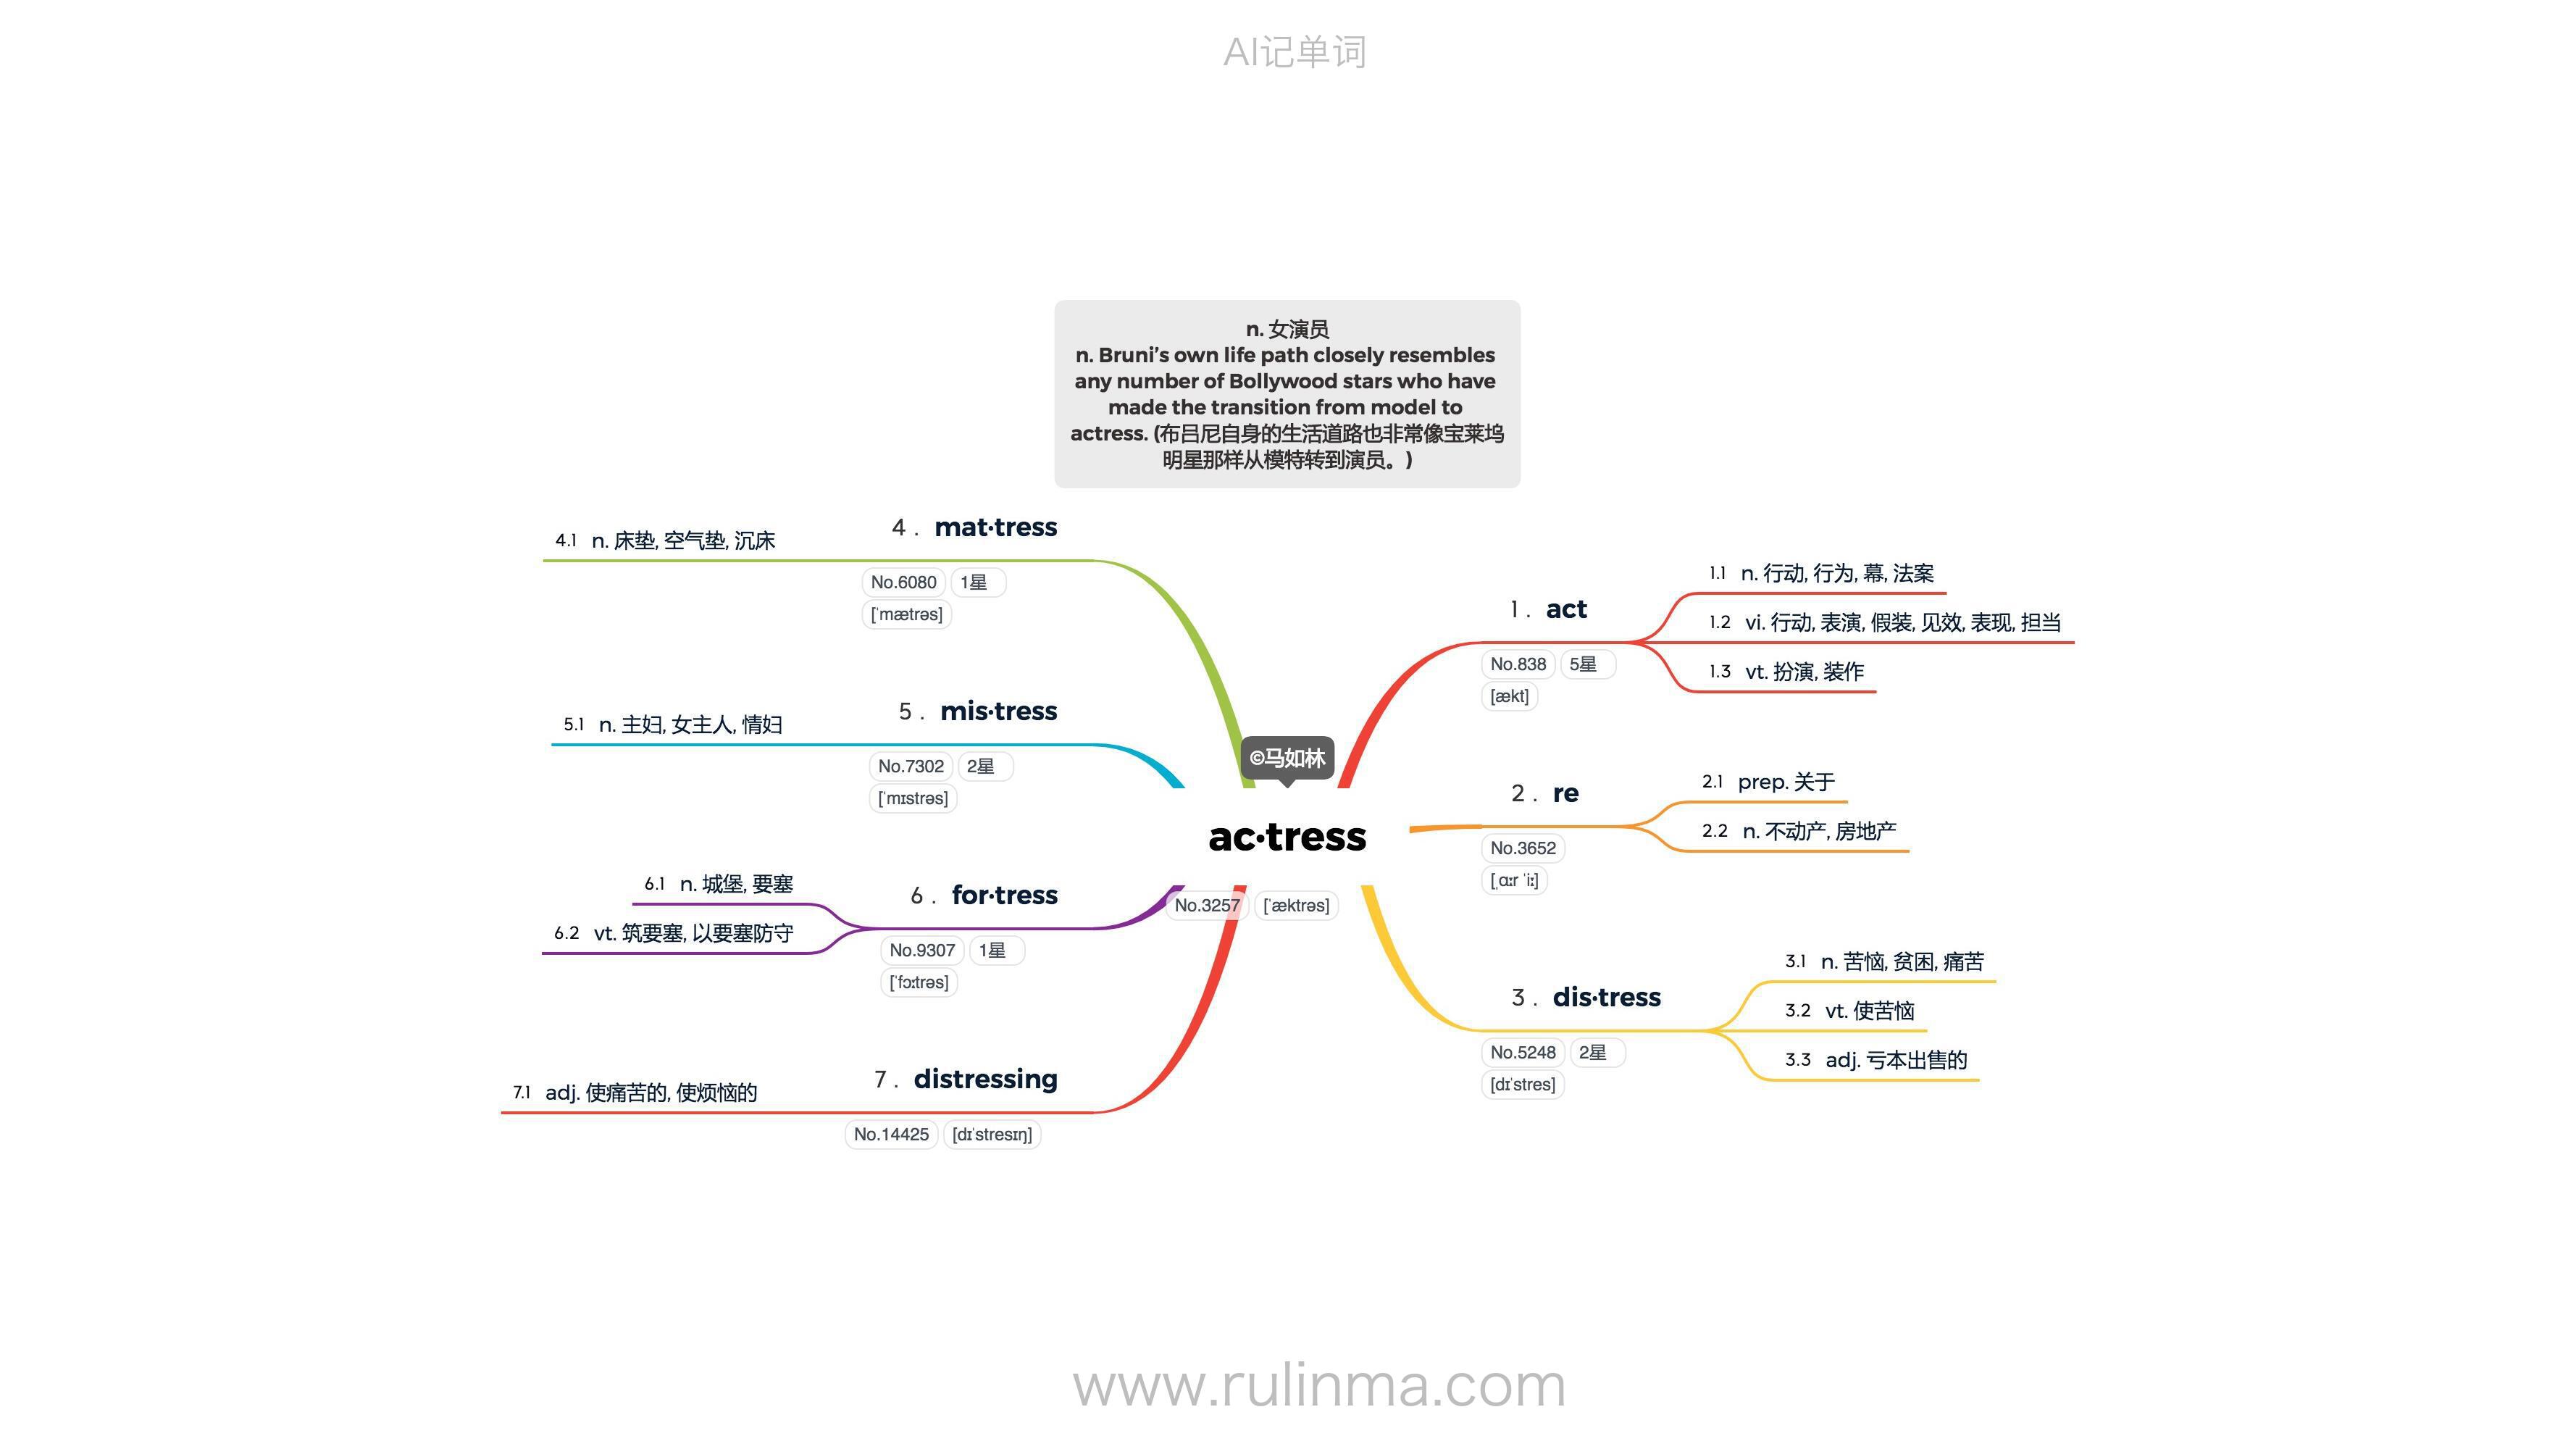 AI记单词
n. 女演员
n. Bruni’s own life path closely resembles
any number of Bollywood stars who have
made the transition from model to
actress. (布吕尼自身的生活道路也非常像宝莱坞
明星那样从模特转到演员。)
©马如林
ac·tress
No.3257 [ˈæktrəs]
1 . act
No.838 5星
[ækt]
1.1 n. 行动, 行为, 幕, 法案
1.2 vi. 行动, 表演, 假装, 见效, 表现, 担当
1.3 vt. 扮演, 装作
2 . re
No.3652
[ˌɑːr ˈiː]
2.1 prep. 关于
2.2 n. 不动产, 房地产
3 . dis·tress
No.5248 2星
[dɪˈstres]
3.1 n. 苦恼, 贫困, 痛苦
3.2 vt. 使苦恼
3.3 adj. 亏本出售的
4 . mat·tress
No.6080 1星
[ˈmætrəs]
4.1 n. 床垫, 空气垫, 沉床
5 . mis·tress
No.7302 2星
[ˈmɪstrəs]
5.1 n. 主妇, 女主人, 情妇
6 . for·tress
No.9307 1星
[ˈfɔːtrəs]
6.1 n. 城堡, 要塞
6.2 vt. 筑要塞, 以要塞防守
7 . distressing
No.14425 [dɪˈstresɪŋ]
7.1 adj. 使痛苦的, 使烦恼的
www.rulinma.com